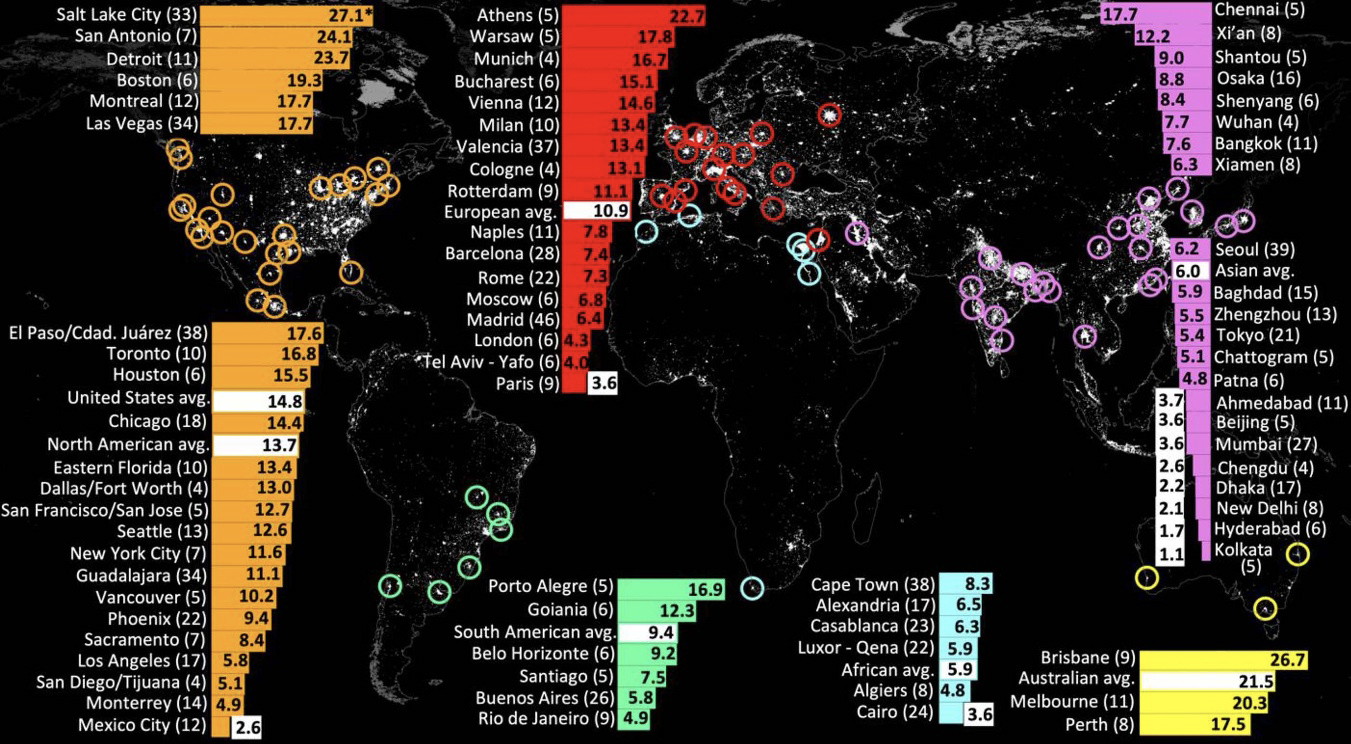 Salt Lake City (33) 27.1*
San Antonio (7) 24.1
Detroit (11) 23.7
Boston (6) 19.3
Montreal (12) 17.7
Las Vegas (34) 17.7
El Paso/Cdad. Juárez (38) 17.6
Toronto (10) 16.8
Houston (6) 15.5
United States avg. 14.8
Chicago (18) 14.4
North American avg. 13.7
Eastern Florida (10) 13.4
Dallas/Fort Worth (4) 13.0
San Francisco/San Jose (5) 12.7
Seattle (13) 12.6
New York City (7) 11.6
Guadalajara (34) 11.1
Vancouver (5) 10.2
Phoenix (22) 9.4
Sacramento (7) 8.4
Los Angeles (17) 5.8
San Diego/Tijuana (4) 5.1
Monterrey (14) 4.9
Mexico City (12) 2.6
Athens (5) 22.7
Warsaw (5) 17.8
Munich (4) 16.7
Bucharest (6) 15.1
Vienna (12) 14.6
Milan (10) 13.4
Valencia (37) 13.4
Cologne (4) 13.1
Rotterdam (9) 11.1
European avg. 10.9
Naples (11) 7.8
Barcelona (28) 7.4
Rome (22) 7.3
Moscow (6) 6.8
Madrid (46) 6.4
London (6) 4.3
Tel Aviv - Yafo (6) 4.0
Paris (9) 3.6
Porto Alegre (5) 16.9
Goiania (6) 12.3
South American avg. 9.4
Belo Horizonte (6) 9.2
Santiago (5) 7.5
Buenos Aires (26) 5.8
Rio de Janeiro (9) 4.9
Cape Town (38) 8.3
Alexandria (17) 6.5
Casablanca (23) 6.3
Luxor - Qena (22) 5.9
African avg. 5.9
Algiers (8) 4.8
Cairo (24) 3.6
17.7 Chennai (5)
12.2 Xi'an (8)
9.0 Shantou (5)
8.8 Osaka (16)
8.4 Shenyang (6)
7.7 Wuhan (4)
7.6 Bangkok (11)
6.3 Xiamen (8)
6.2 Seoul (39)
6.0 Asian avg.
5.9 Baghdad (15)
5.5 Zhengzhou (13)
5.4 Tokyo (21)
5.1 Chattogram (5)
4.8 Patna (6)
3.7 Ahmedabad (11)
3.6 Beijing (5)
3.6 Mumbai (27)
2.6 Chengdu (4)
2.2 Dhaka (17)
2.1 New Delhi (8)
1.7 Hyderabad (6)
1.1 Kolkata
(5)
Brisbane (9) 26.7
Australian avg. 21.5
Melbourne (11) 20.3
Perth (8) 17.5